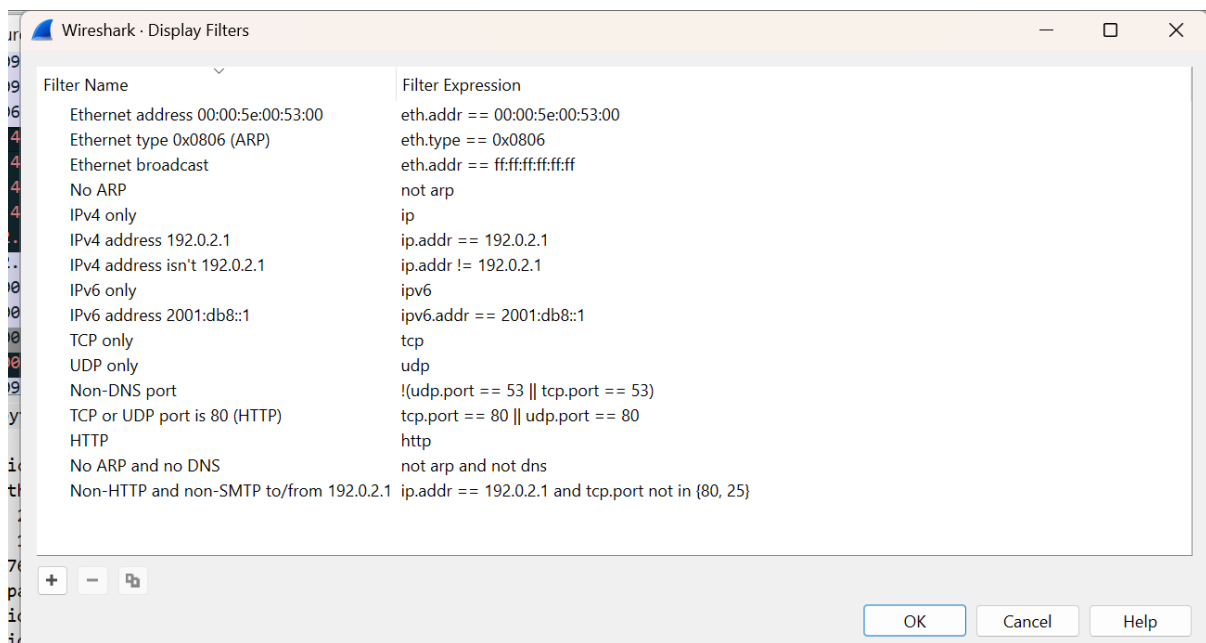 Wireshark · Display Filters
Filter Name Filter Expression
Ethernet address 00:00:5e:00:53:00 eth.addr == 00:00:5e:00:53:00
Ethernet type 0x0806 (ARP) eth.type == 0x0806
Ethernet broadcast eth.addr == ff:ff:ff:ff:ff:ff
No ARP not arp
IPv4 only ip
IPv4 address 192.0.2.1 ip.addr == 192.0.2.1
IPv4 address isn't 192.0.2.1 ip.addr != 192.0.2.1
IPv6 only ipv6
IPv6 address 2001:db8::1 ipv6.addr == 2001:db8::1
TCP only tcp
UDP only udp
Non-DNS port !(udp.port == 53 || tcp.port == 53)
TCP or UDP port is 80 (HTTP) tcp.port == 80 || udp.port == 80
HTTP http
No ARP and no DNS not arp and not dns
Non-HTTP and non-SMTP to/from 192.0.2.1 ip.addr == 192.0.2.1 and tcp.port not in {80, 25}
OK Cancel Help